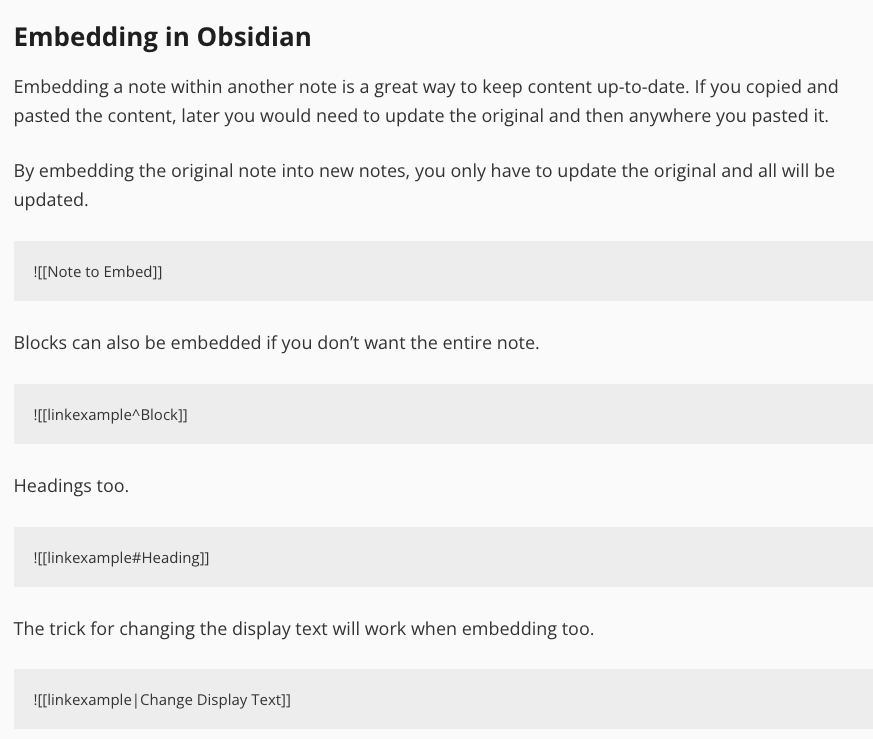 Embedding in Obsidian
Embedding a note within another note is a great way to keep content up-to-date. If you copied and
pasted the content, later you would need to update the original and then anywhere you pasted it.
By embedding the original note into new notes, you only have to update the original and all will be
updated.
![[Note to Embed]]
Blocks can also be embedded if you don’t want the entire note.
![[linkexample^Block]]
Headings too.
![[linkexample#Heading]]
The trick for changing the display text will work when embedding too.
![[linkexample|Change Display Text]]